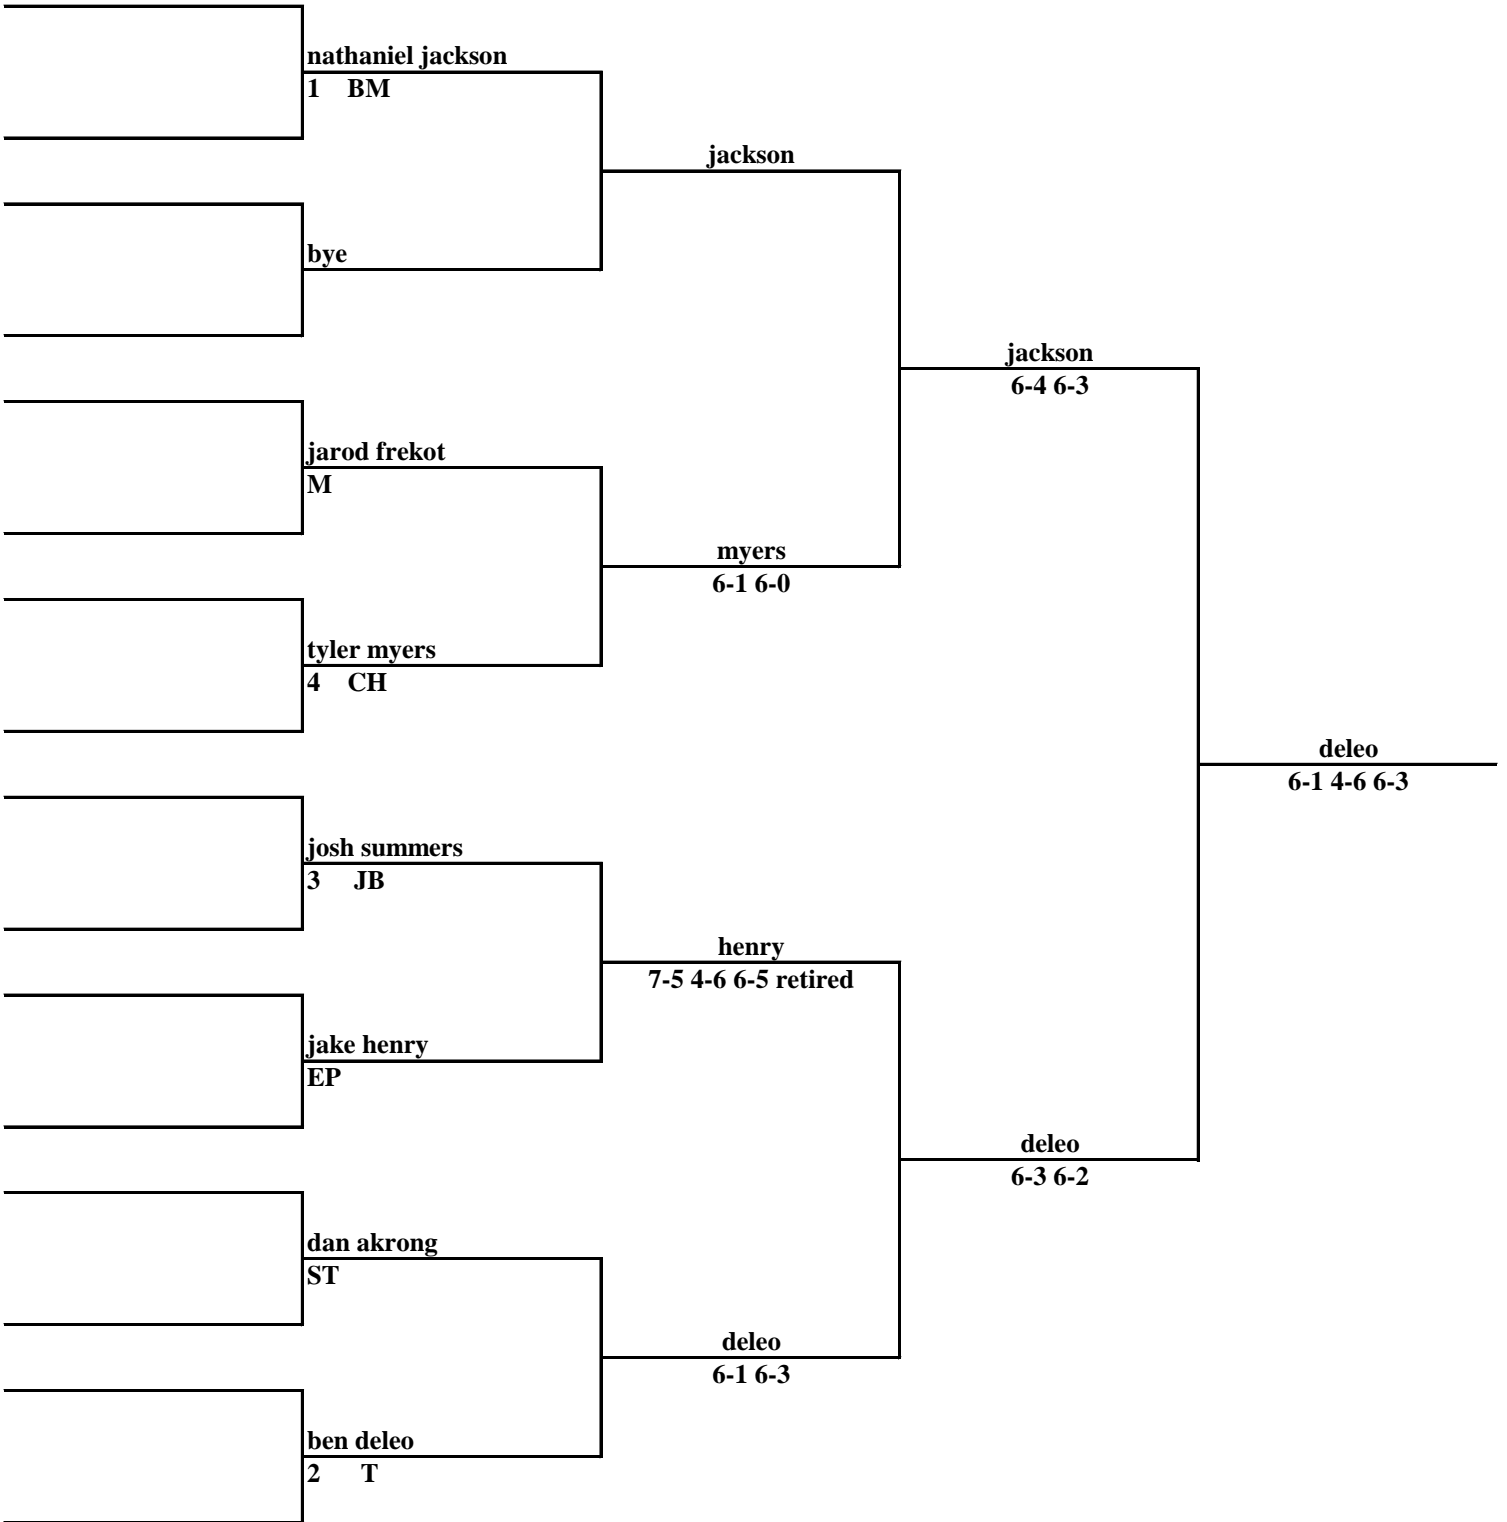 nathaniel jackson
1 BM
jackson
bye
jackson
6-4 6-3
jarod frekot
M
myers
6-1 6-0
tyler myers
4 CH
deleo
6-1 4-6 6-3
josh summers
3 JB
henry
7-5 4-6 6-5 retired
jake henry
EP
deleo
6-3 6-2
dan akrong
ST
deleo
6-1 6-3
ben deleo
2 T